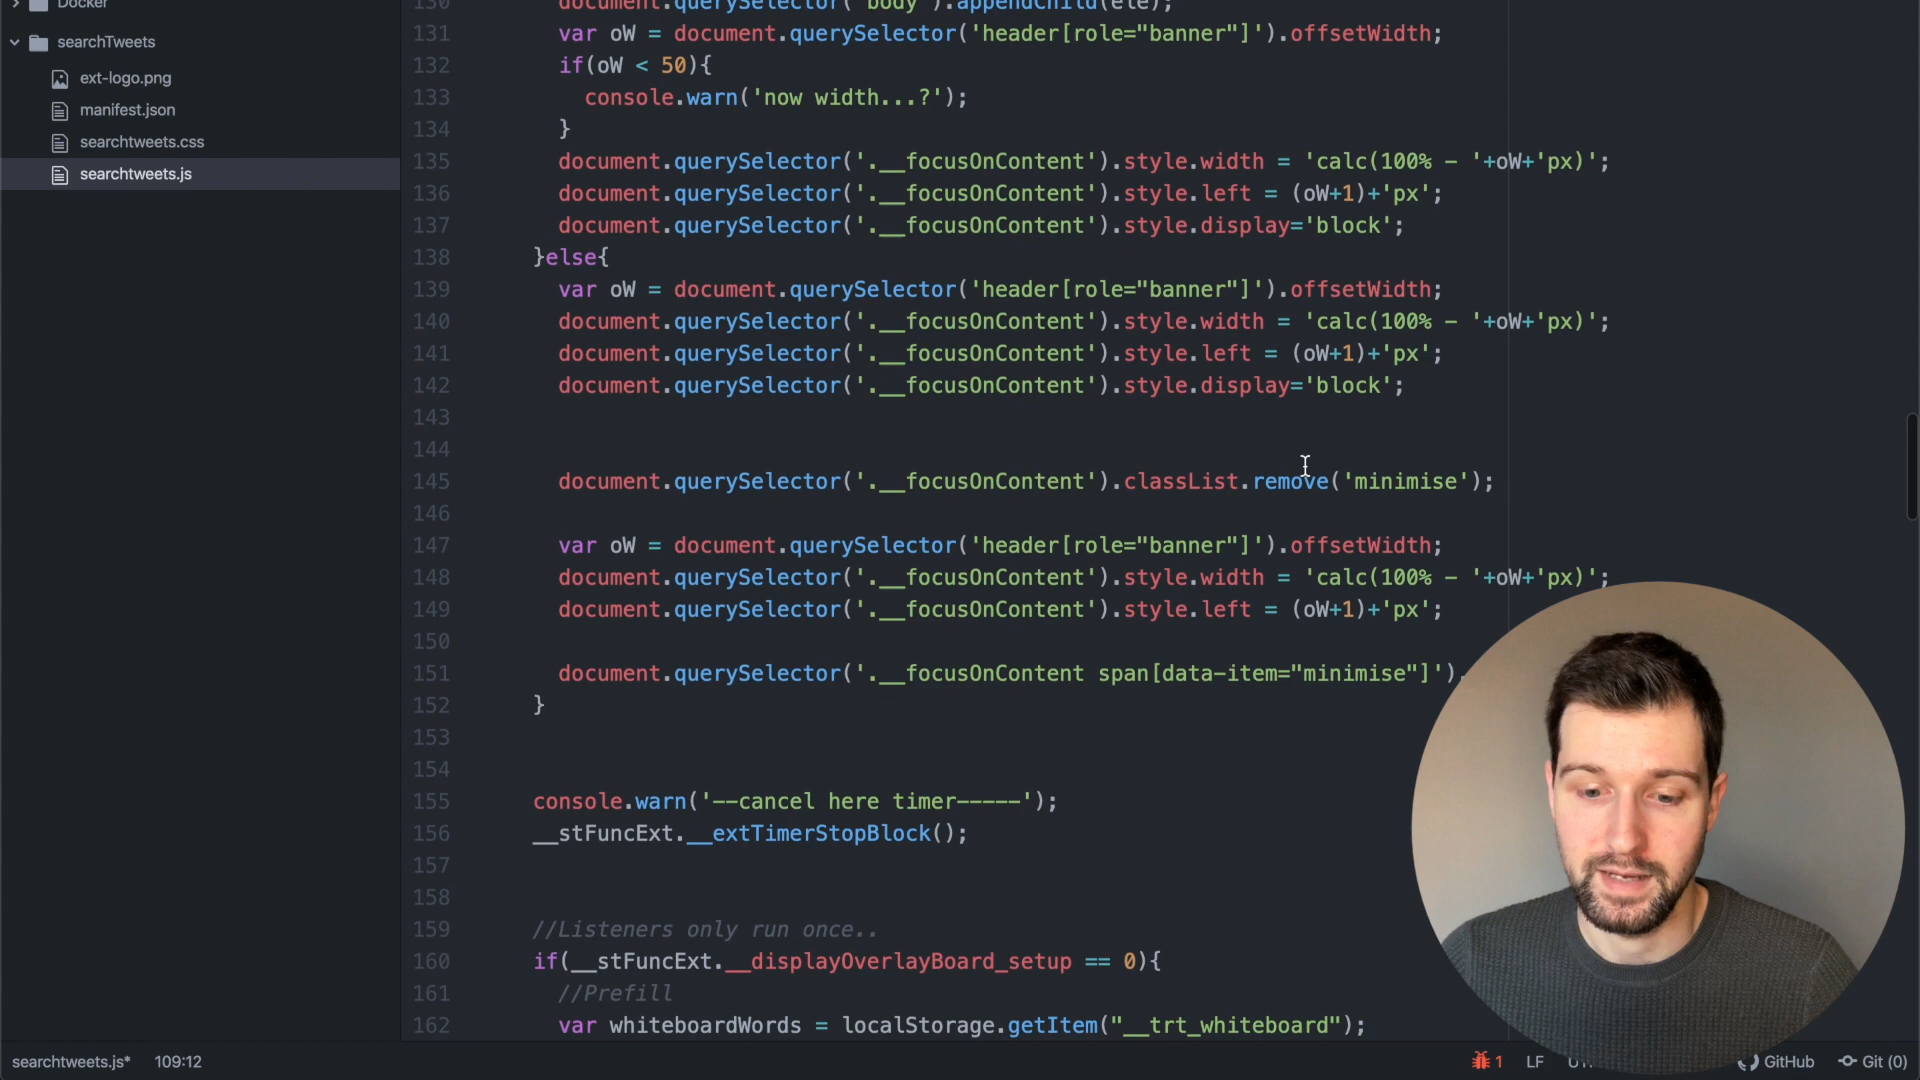 Docker
searchTweets
ext-logo.png
manifest.json
searchtweets.css
searchtweets.js
130 document.querySelector('body').appendChild(ele);
131 var oW = document.querySelector('header[role="banner"]').offsetWidth;
132 if(oW < 50){
133 console.warn('now width...?');
134 }
135 document.querySelector('.__focusOnContent').style.width = 'calc(100% - '+oW+'px)';
136 document.querySelector('.__focusOnContent').style.left = (oW+1)+'px';
137 document.querySelector('.__focusOnContent').style.display='block';
138 }else{
139 var oW = document.querySelector('header[role="banner"]').offsetWidth;
140 document.querySelector('.__focusOnContent').style.width = 'calc(100% - '+oW+'px)';
141 document.querySelector('.__focusOnContent').style.left = (oW+1)+'px';
142 document.querySelector('.__focusOnContent').style.display='block';
143
144
145 document.querySelector('.__focusOnContent').classList.remove('minimise');
146
147 var oW = document.querySelector('header[role="banner"]').offsetWidth;
148 document.querySelector('.__focusOnContent').style.width = 'calc(100% - '+oW+'px)';
149 document.querySelector('.__focusOnContent').style.left = (oW+1)+'px';
150
151 document.querySelector('.__focusOnContent span[data-item="minimise"]').
152 }
153
154
155 console.warn('--cancel here timer-----');
156 __stFuncExt.__extTimerStopBlock();
157
158
159 //Listeners only run once..
160 if(__stFuncExt.__displayOverlayBoard_setup == 0){
161 //Prefill
162 var whiteboardWords = localStorage.getItem("__trt_whiteboard");
searchtweets.js* 109:12 1 LF GitHub Git (0)